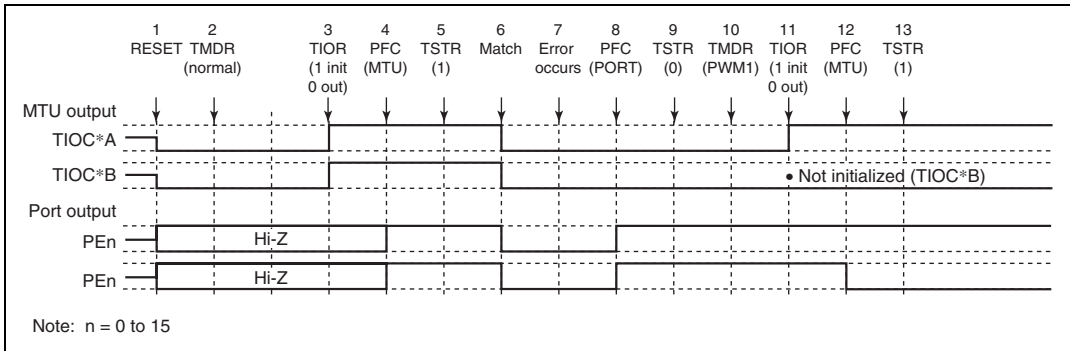 1 2 3 4 5 6 7 8 9 10 11 12 13
RESET TMDR TIOR PFC TSTR Match Error PFC TSTR TMDR TIOR PFC TSTR
(normal) (1 init (MTU) (1) occurs (PORT) (0) (PWM1) (1 init (MTU) (1)
0 out) 0 out)
MTU output
TIOC*A
TIOC*B
• Not initialized (TIOC*B)
Port output
PEn
Hi-Z
PEn
Hi-Z
Note: n = 0 to 15